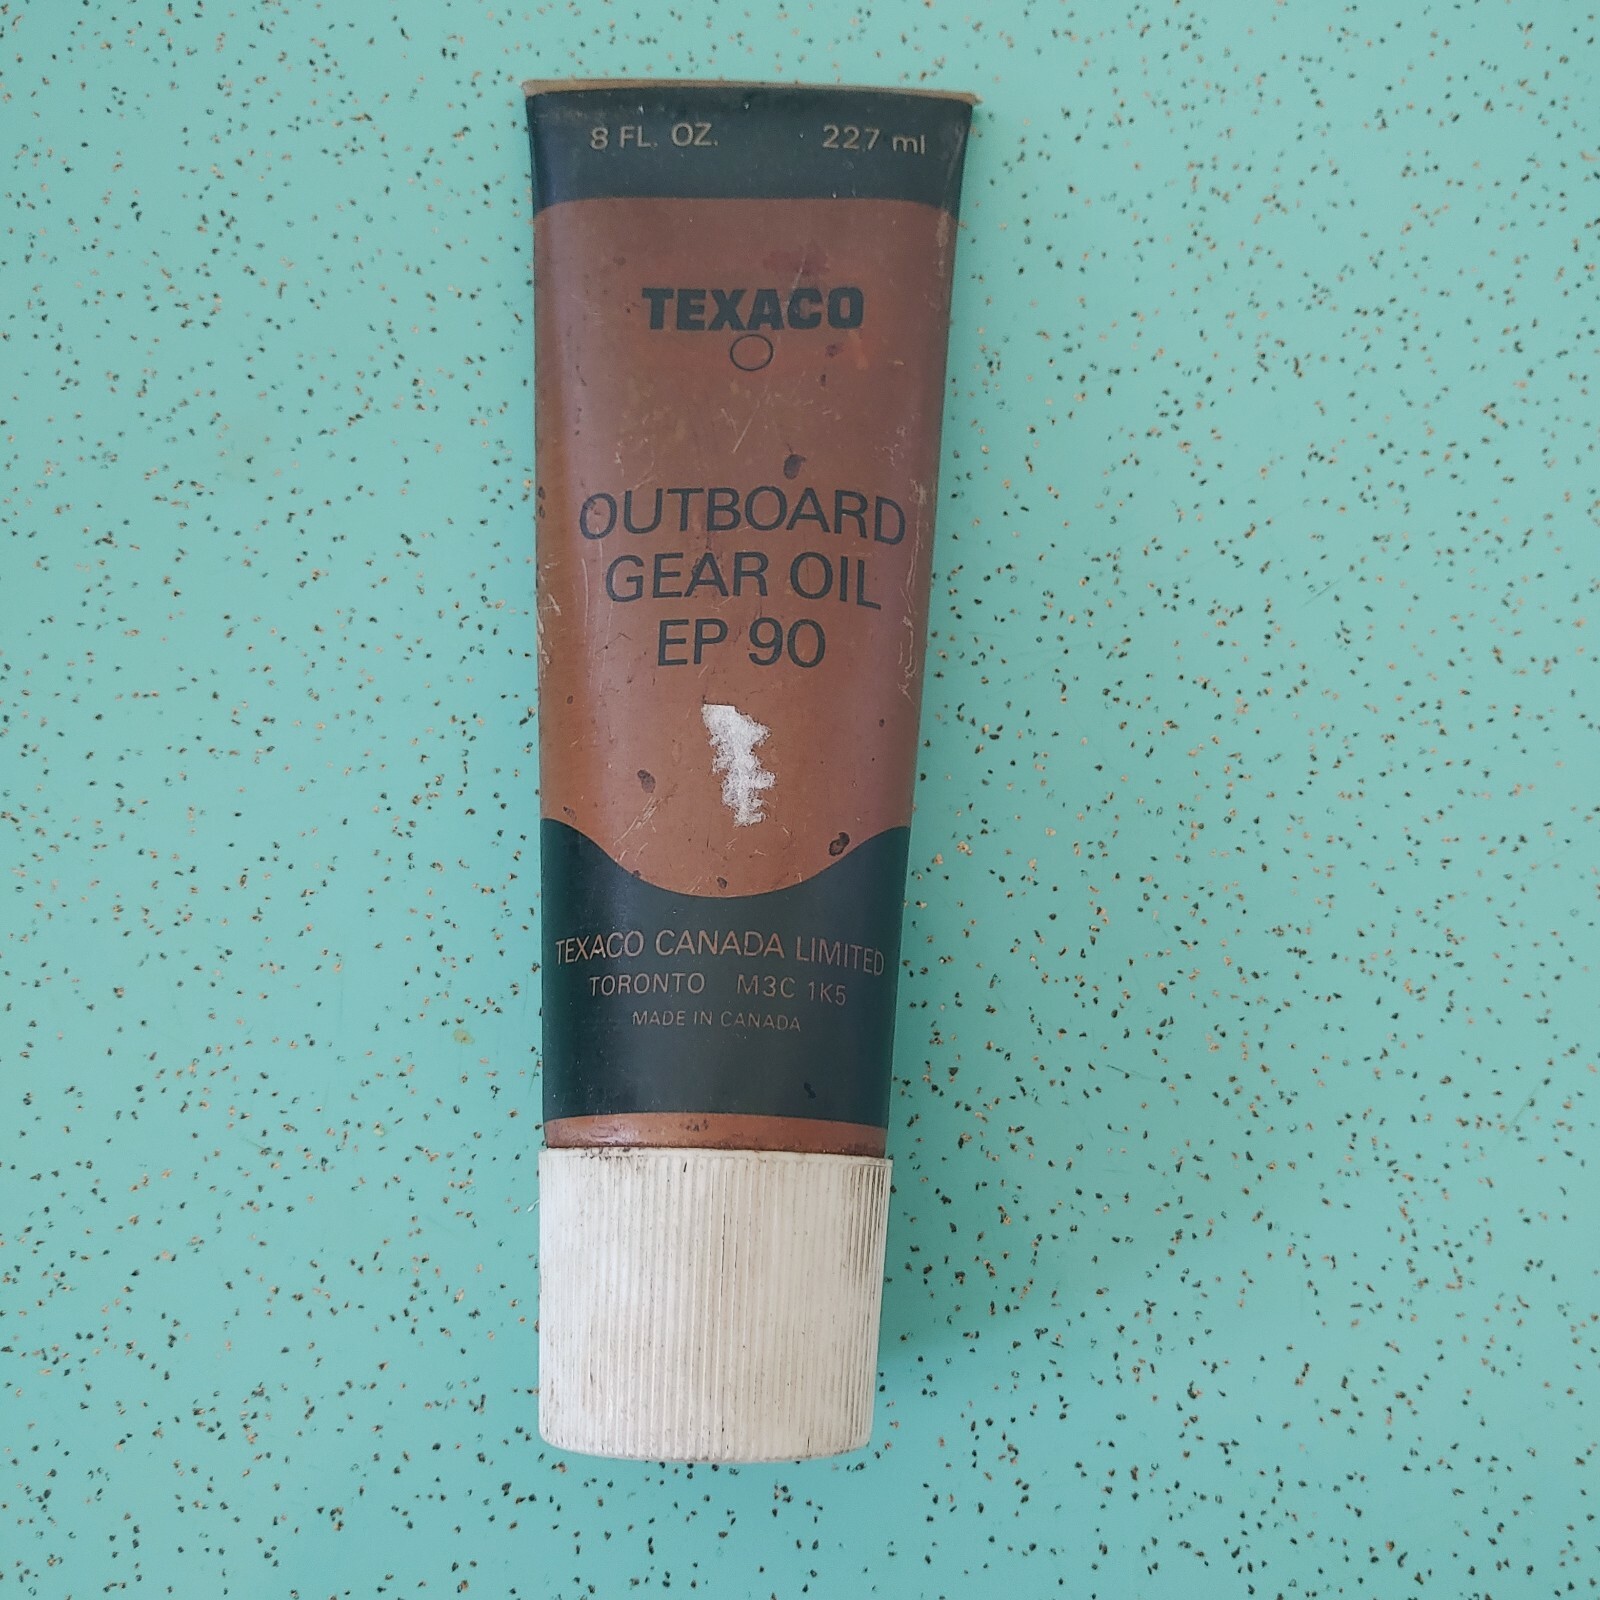 8 FL. OZ. 227 ml
TEXACO
OUTBOARD
GEAR OIL
EP 90
TEXACO CANADA LIMITED
TORONTO M3C 1K5
MADE IN CANADA